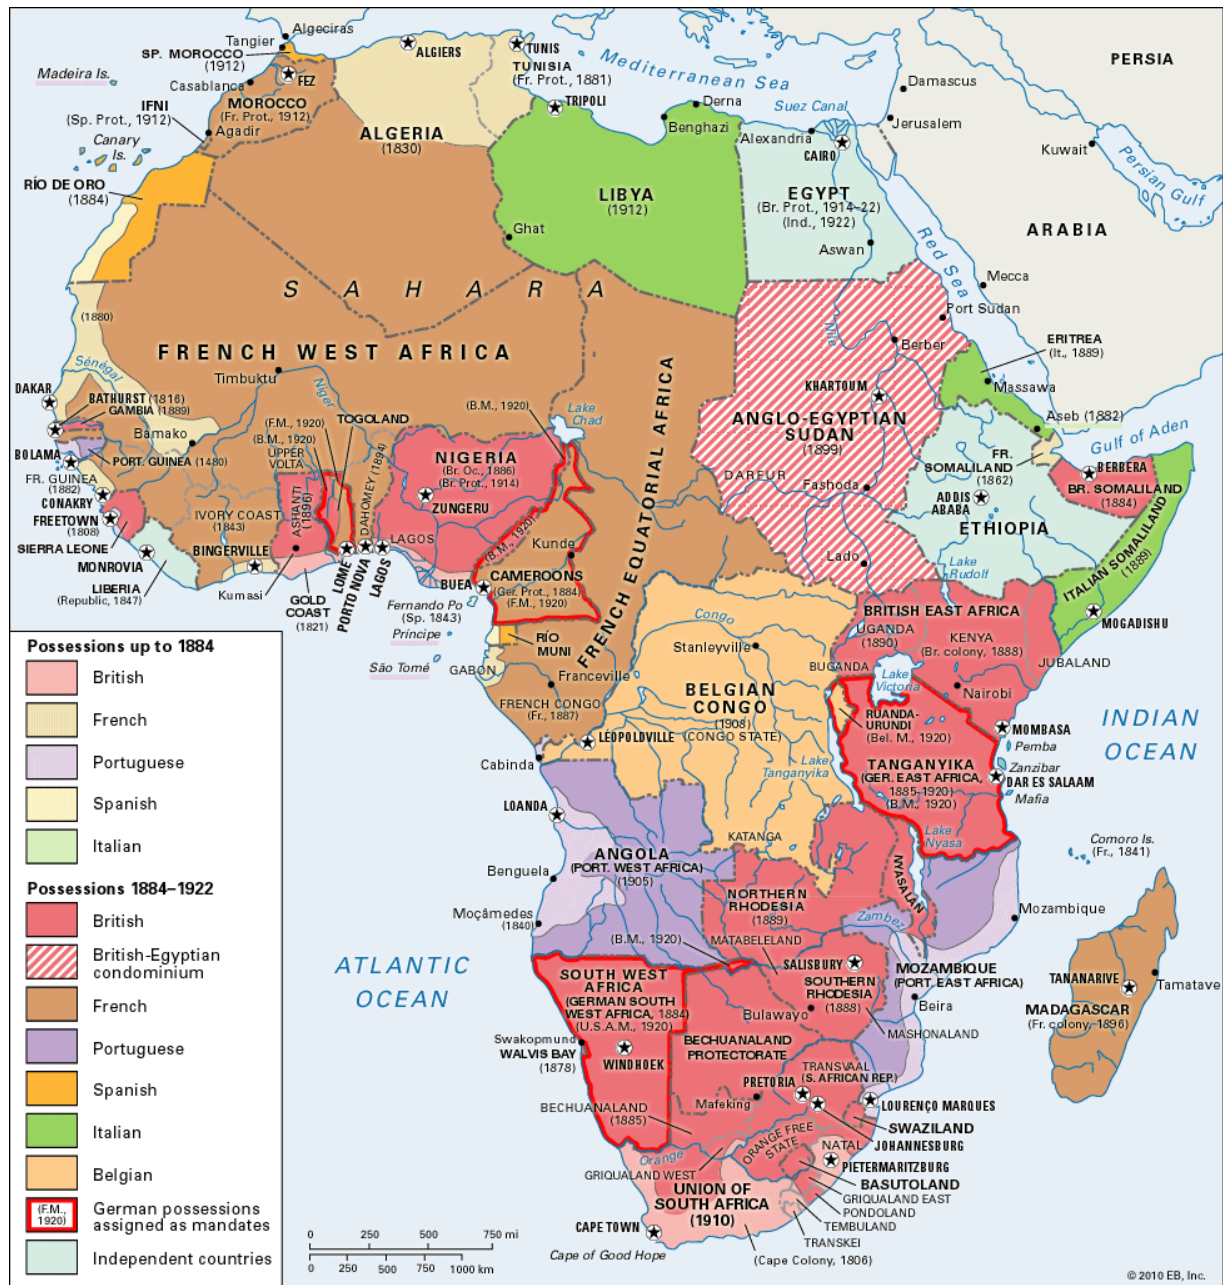 Algeciras
Tangier
SP. MOROCCO
(1912)
ALGIERS
TUNIS
TUNISIA
(Fr. Prot., 1881)
Mediterranean Sea
PERSIA
Madeira Is.
Casablanca
FEZ
MOROCCO
(Fr. Prot., 1912)
IFNI
(Sp. Prot., 1912)
Agadir
Canary
Is.
ALGERIA
(1830)
TRIPOLI
Derna
Benghazi
Suez Canal
Alexandria
CAIRO
Damascus
Jerusalem
Kuwait
Persian Gulf
RÍO DE ORO
(1884)
LIBYA
(1912)
Ghat
EGYPT
(Br. Prot., 1914–22)
(Ind., 1922)
Aswan
Red Sea
ARABIA
Mecca
SAHARA
(1880)
FRENCH WEST AFRICA
Sénégal
Timbuktu
Niger
Nile
Port Sudan
Berber
ERITREA
(It., 1889)
Massawa
DAKAR
BATHURST (1816)
GAMBIA (1889)
Bamako
(F.M., 1920)
(B.M., 1920)
UPPER
VOLTA
TOGOLAND
(B.M., 1920)
Lake
Chad
KHARTOUM
ANGLO-EGYPTIAN
SUDAN
(1899)
Aseb (1882)
Gulf of Aden
BOLAMA
PORT. GUINEA (1480)
FR. GUINEA
(1882)
CONAKRY
FREETOWN
(1808)
SIERRA LEONE
MONROVIA
LIBERIA
(Republic, 1847)
IVORY COAST
(1843)
BINGERVILLE
ASHANTI
(1896)
DAHOMEY (1894)
Kumasi
GOLD
COAST
(1821)
LOME
PORTO NOVA
LAGOS
LAGOS
NIGERIA
(Br. Oc., 1886)
(Br. Prot., 1914)
ZUNGERU
(B.M., 1920)
Kunde
BUEA
CAMEROONS
(Ger. Prot., 1884)
(F.M., 1920)
FRENCH EQUATORIAL AFRICA
DARFUR
Fashoda
Lado
FR.
SOMALILAND
(1862)
BERBERA
BR. SOMALILAND
(1884)
ADDIS
ABABA
ETHIOPIA
Lake
Rudolf
ITALIAN SOMALILAND
(1889)
MOGADISHU
Fernando Po
(Sp. 1843)
Príncipe
São Tomé
RÍO
MUNI
GABON
Franceville
FRENCH CONGO
(Fr., 1887)
Congo
Stanleyville
BELGIAN
CONGO
(1908)
(CONGO STATE)
LÉOPOLDVILLE
Cabinda
BRITISH EAST AFRICA
UGANDA
(1890)
KENYA
(Br. colony, 1888)
JUBALAND
BUGANDA
Lake
Victoria
Nairobi
RUANDA-
URUNDI
(Bel. M., 1920)
MOMBASA
Pemba
Zanzibar
DAR ES SALAAM
Mafia
TANGANYIKA
(GER. EAST AFRICA,
1885-1920)
(B.M., 1920)
Lake
Tanganyika
Lake
Nyasa
INDIAN
OCEAN
Comoro Is.
(Fr., 1841)
LOANDA
ANGOLA
(PORT. WEST AFRICA)
(1905)
Benguela
Moçâmedes
(1840)
KATANGA
NORTHERN
RHODESIA
(1889)
NYASALAN
Zambezi
Mozambique
(B.M., 1920)
MATABELELAND
SALISBURY
SOUTHERN
RHODESIA
(1888)
Bulawayo
MASHONALAND
MOZAMBIQUE
(PORT. EAST AFRICA)
Beira
TANANARIVE
Tamatave
MADAGASCAR
(Fr. colony, 1896)
ATLANTIC
OCEAN
SOUTH WEST
AFRICA
(GERMAN SOUTH
WEST AFRICA, 1884)
(U.S.A.M., 1920)
Swakopmund
WALVIS BAY
(1878)
WINDHOEK
BECHUANALAND
PROTECTORATE
BECHUANALAND
(1885)
TRANSVAAL
(S. AFRICAN REP.)
PRETORIA
Mafeking
LOURENÇO MARQUES
SWAZILAND
JOHANNESBURG
ORANGE FREE
STATE
NATAL
Orange
GRIQUALAND WEST
PIETERMARITZBURG
BASUTOLAND
GRIQUALAND EAST
PONDOLAND
TEMBULAND
TRANSKEI
UNION OF
SOUTH AFRICA
(1910)
CAPE TOWN
Cape of Good Hope
(Cape Colony, 1806)
Possessions up to 1884
British
French
Portuguese
Spanish
Italian
Possessions 1884–1922
British
British-Egyptian
condominium
French
Portuguese
Spanish
Italian
Belgian
(F.M.,
1920)
German possessions
assigned as mandates
Independent countries
0 250 500 750 mi
0 250 500 750 1000 km
© 2010 EB, Inc.